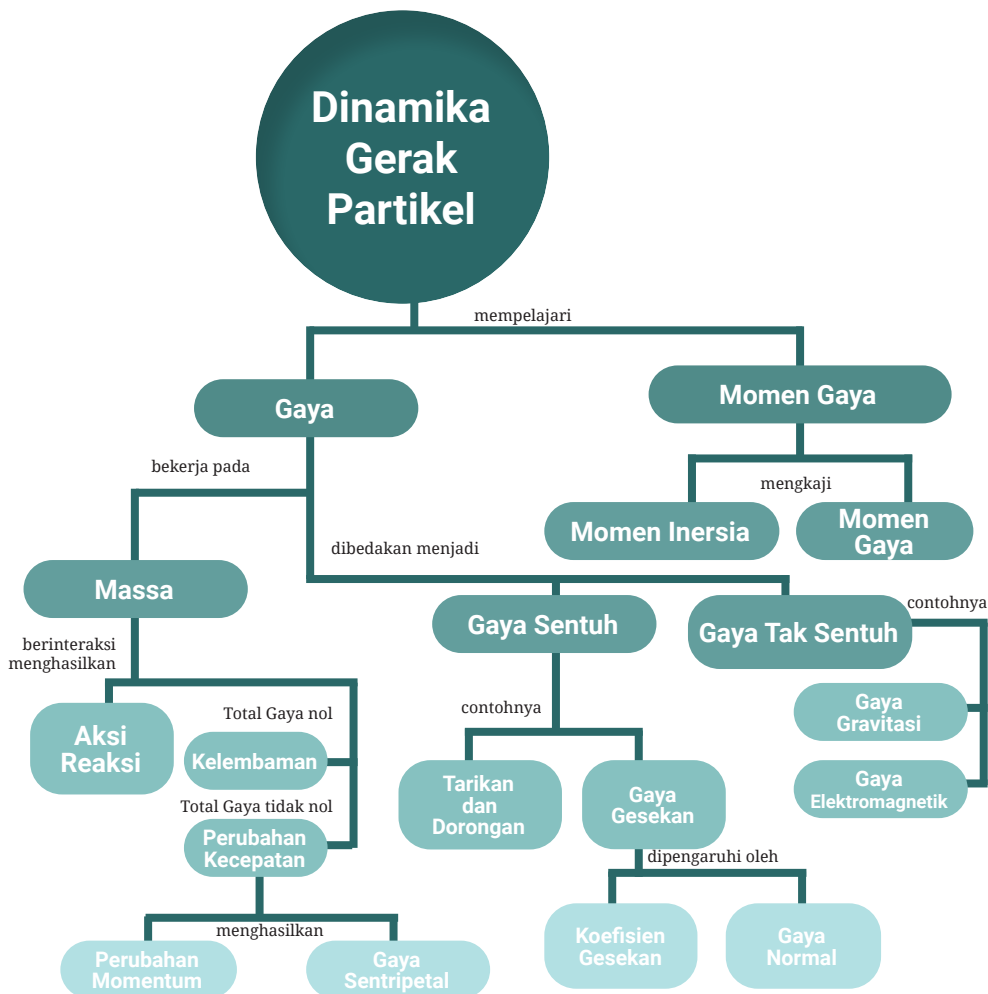 Dinamika
Gerak
Partikel
mempelajari
Gaya
Momen Gaya
bekerja pada
mengkaji
Momen Inersia
Momen
Gaya
dibedakan menjadi
Massa
Gaya Sentuh
Gaya Tak Sentuh
contohnya
berinteraksi
menghasilkan
Aksi
Reaksi
Total Gaya nol
Kelembaman
Total Gaya tidak nol
Perubahan
Kecepatan
contohnya
Tarikan
dan
Dorongan
Gaya
Gesekan
Gaya
Gravitasi
Gaya
Elektromagnetik
dipengaruhi oleh
Koefisien
Gesekan
Gaya
Normal
menghasilkan
Perubahan
Momentum
Gaya
Sentripetal